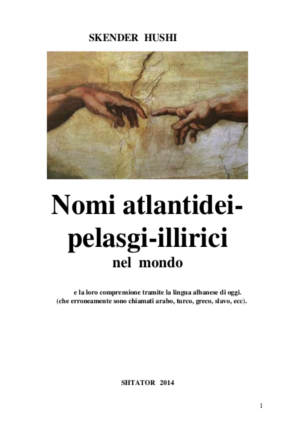 SKENDER HUSHI
Nomi atlantidei-
pelasgi-illirici
nel mondo
e la loro comprensione tramite la lingua albanese di oggi.
(che erroneamente sono chiamati arabo, turco, greco, slavo, ecc).
SHTATOR 2014
1